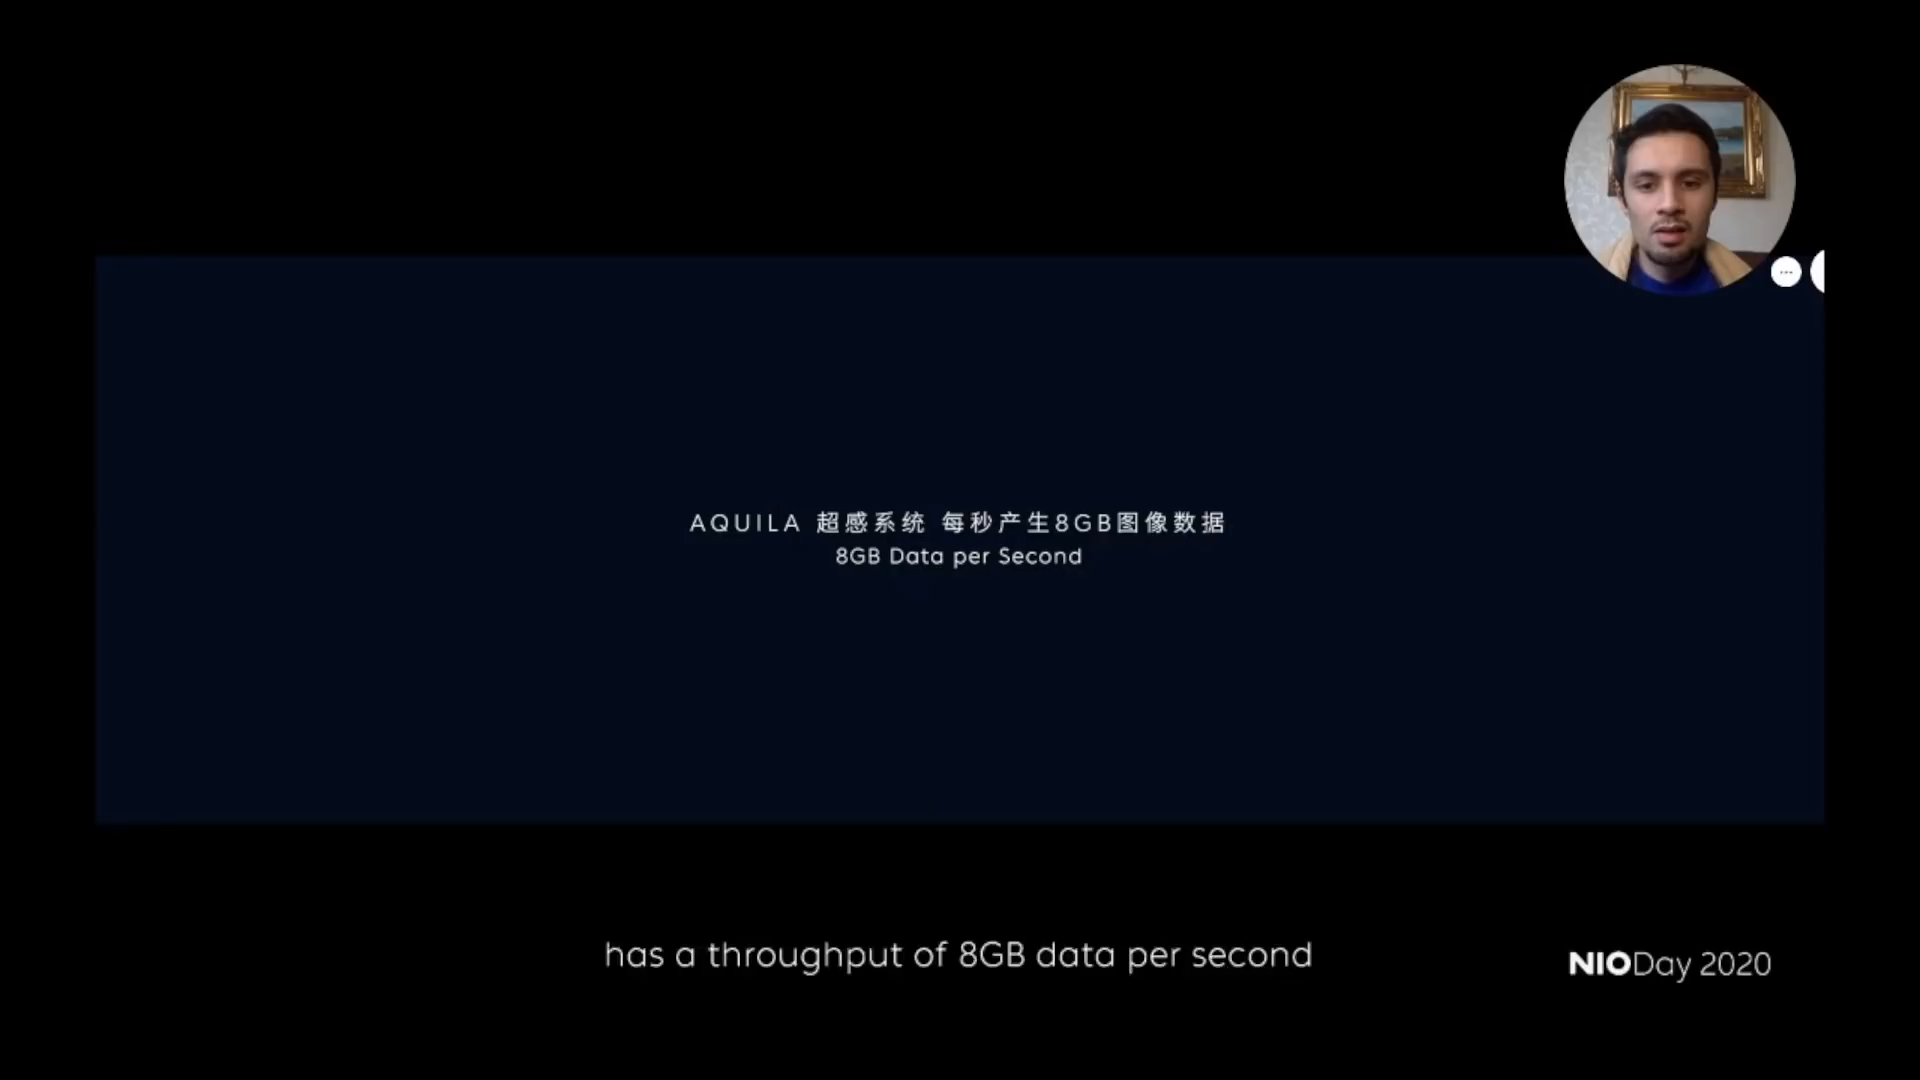 AQUILA 超感系统 每秒产生8GB图像数据
8GB Data per Second
has a throughput of 8GB data per second
NIODay 2020